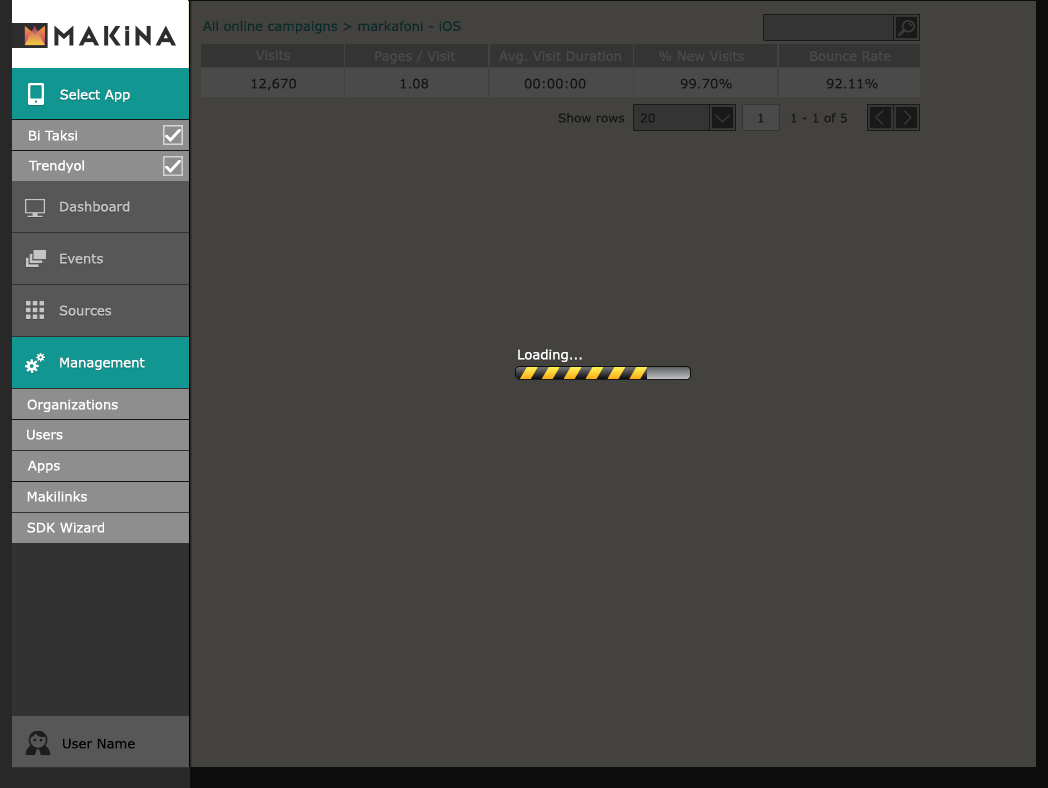 MAKiNA
Select App
Bi Taksi
Trendyol
Dashboard
Events
Sources
Management
Organizations
Users
Apps
Makilinks
SDK Wizard
User Name
All online campaigns > markafoni - iOS
Visits Pages / Visit Avg. Visit Duration % New Visits Bounce Rate
12,670 1.08 00:00:00 99.70% 92.11%
Show rows 20 1 1 - 1 of 5
Loading...